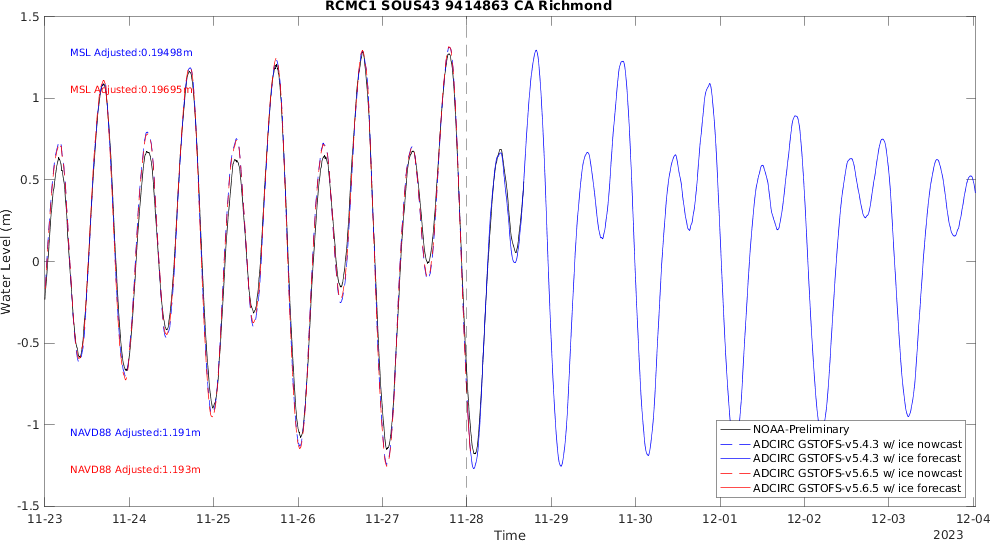 RCMC1 SOUS43 9414863 CA Richmond
1.5
1
0.5
0
-0.5
-1
-1.5
Water Level (m)
MSL Adjusted:0.19498m
MSL Adjusted:0.19695m
NAVD88 Adjusted:1.191m
NAVD88 Adjusted:1.193m
NOAA-Preliminary
ADCIRC GSTOFS-v5.4.3 w/ ice nowcast
ADCIRC GSTOFS-v5.4.3 w/ ice forecast
ADCIRC GSTOFS-v5.6.5 w/ ice nowcast
ADCIRC GSTOFS-v5.6.5 w/ ice forecast
11-23 11-24 11-25 11-26 11-27 11-28 11-29 11-30 12-01 12-02 12-03 12-04
Time
2023